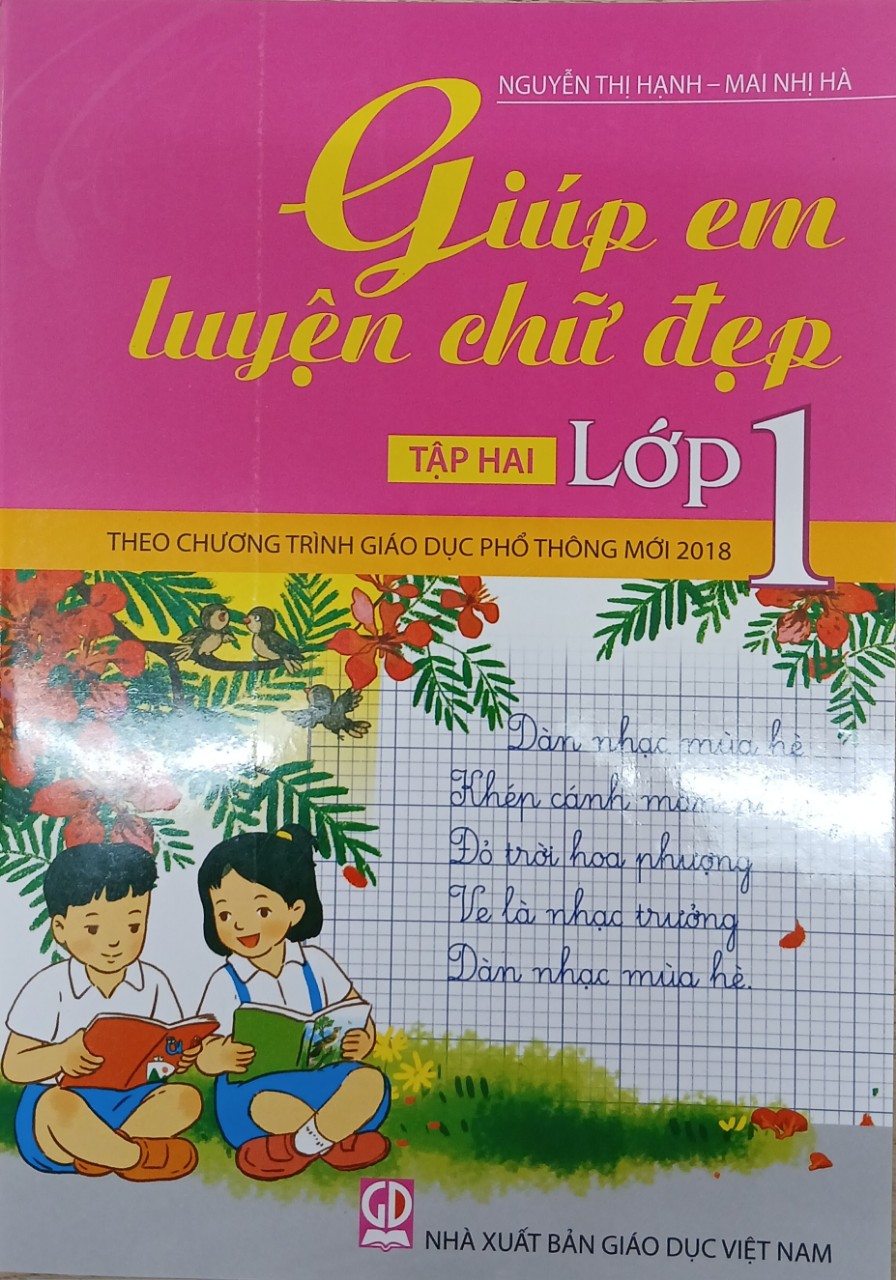 NGUYỄN THỊ HẠNH – MAI NHỊ HÀ
Giúp em
luyện chữ đẹp
TẬP HAI
LỚP 1
THEO CHƯƠNG TRÌNH GIÁO DỤC PHỔ THÔNG MỚI 2018
Dàn nhạc mùa hè
Khép cánh
Đỏ trời hoa phượng
Ve là nhạc trưởng
Dàn nhạc mùa hè.
GD
NHÀ XUẤT BẢN GIÁO DỤC VIỆT NAM